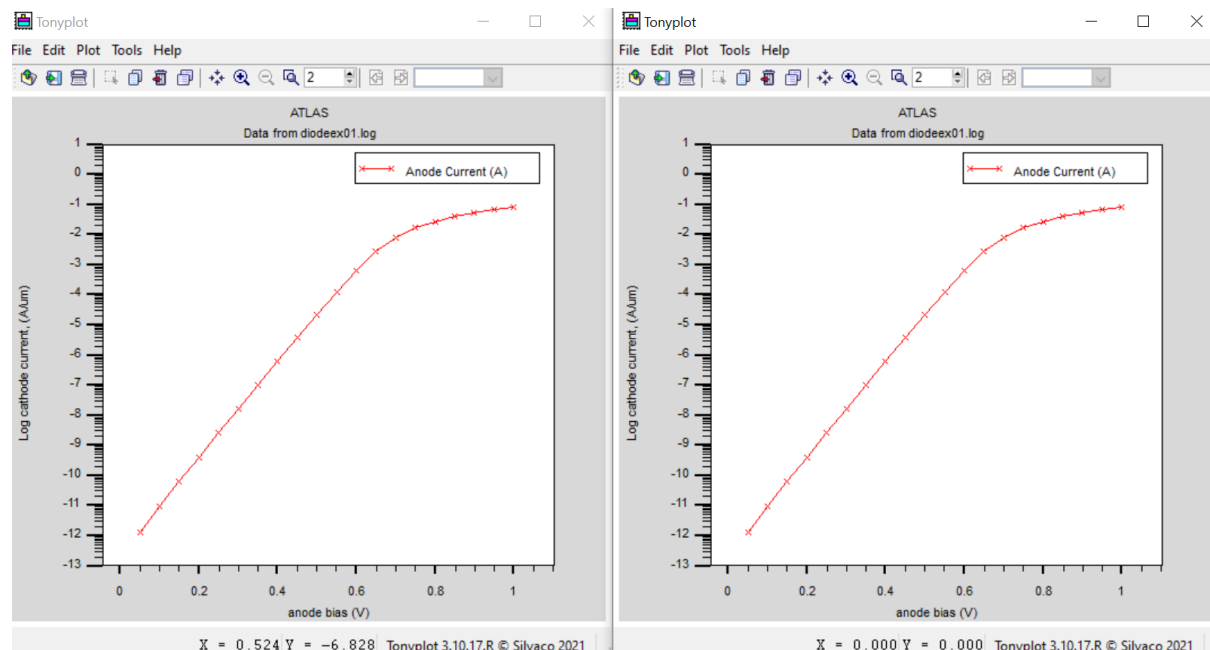 Tonyplot
File Edit Plot Tools Help
2
ATLAS
Data from diodeex01.log
Anode Current (A)
Log cathode current, (A/um)
1
0
-1
-2
-3
-4
-5
-6
-7
-8
-9
-10
-11
-12
-13
0 0.2 0.4 0.6 0.8 1
anode bias (V)
X = 0.524 Y = -6.828 Tonyplot 3.10.17.R © Silvaco 2021
Tonyplot
File Edit Plot Tools Help
2
ATLAS
Data from diodeex01.log
Anode Current (A)
Log cathode current, (A/um)
1
0
-1
-2
-3
-4
-5
-6
-7
-8
-9
-10
-11
-12
-13
0 0.2 0.4 0.6 0.8 1
anode bias (V)
X = 0.000 Y = 0.000 Tonyplot 3.10.17.R © Silvaco 2021